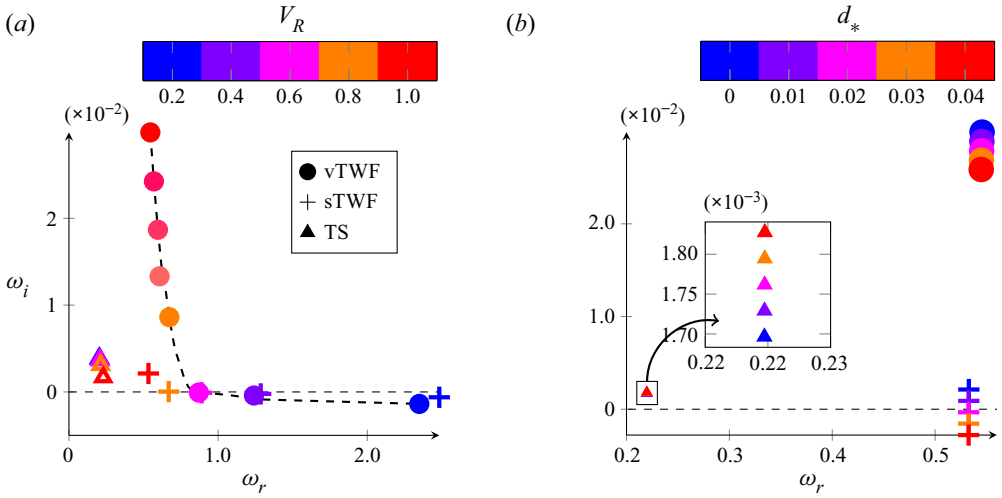 (a)
V_R
0.2 0.4 0.6 0.8 1.0
(×10⁻²)
2
1
0
ω_i
vTWF
sTWF
TS
0 1.0 2.0
ω_r
(b)
d_*
0 0.01 0.02 0.03 0.04
(×10⁻²)
2.0
1.0
0
(×10⁻³)
1.80
1.75
1.70
0.22 0.22 0.23
0.2 0.3 0.4 0.5
ω_r